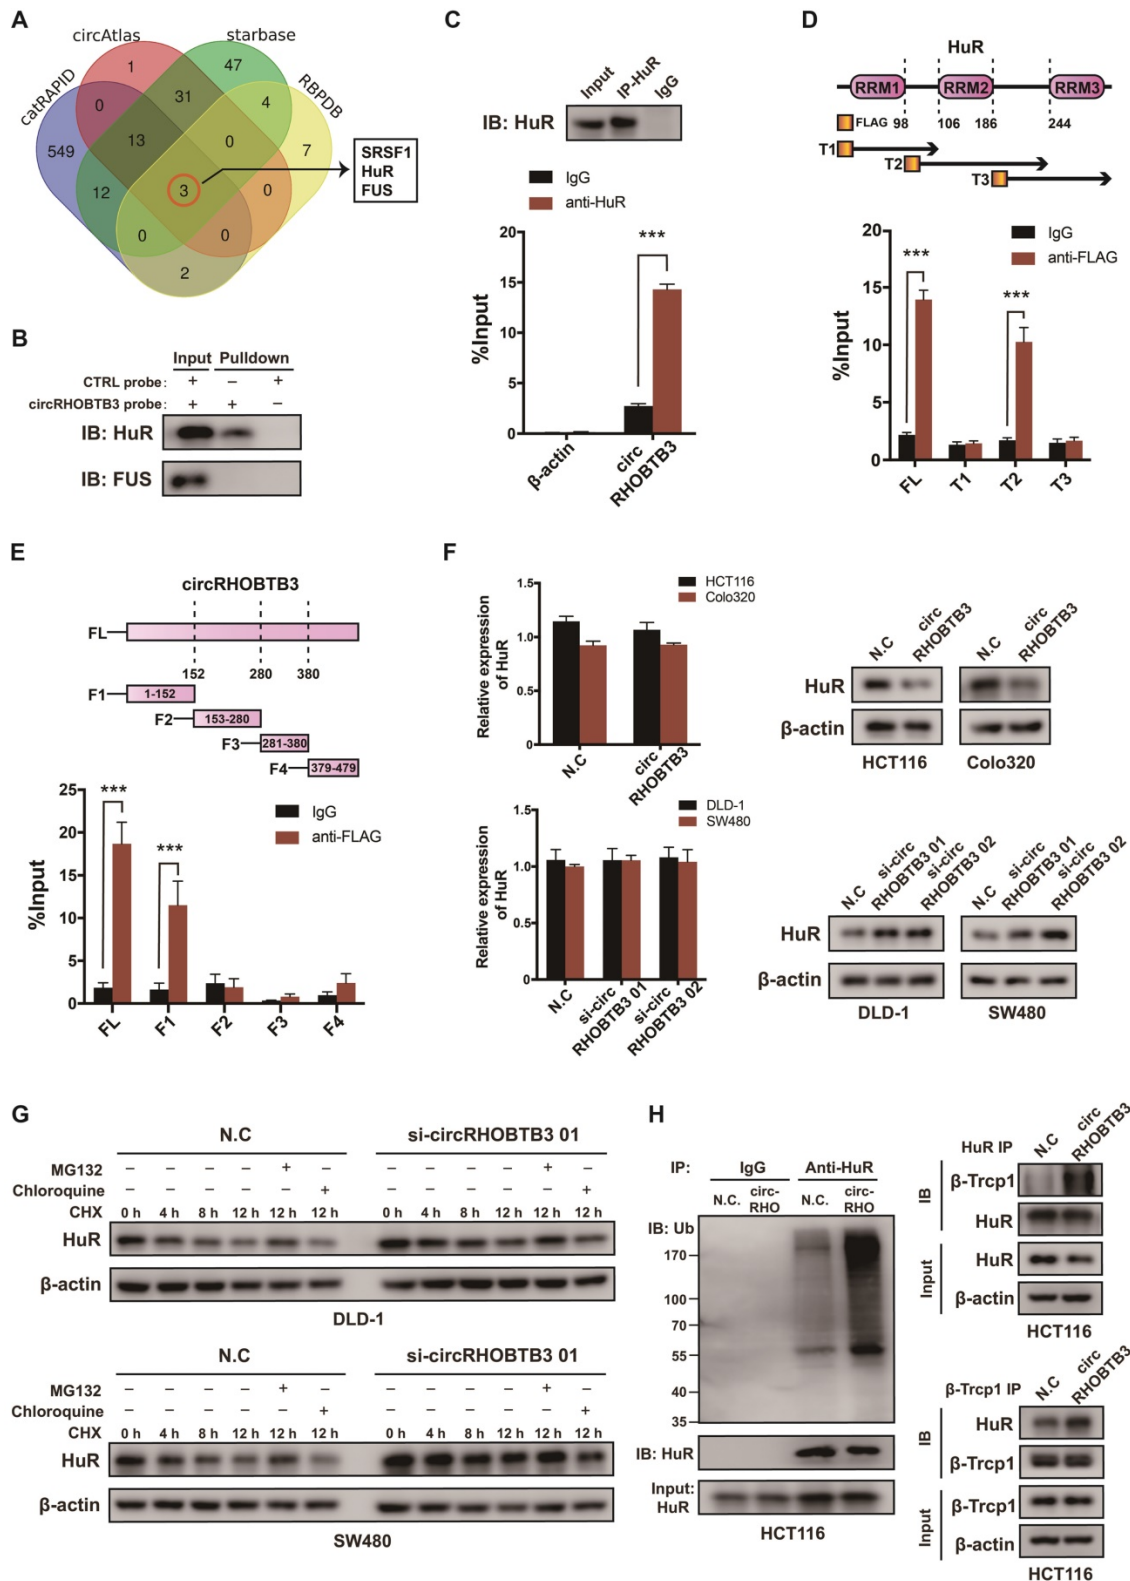 A
circAtlas
starbase
catRAPID
RBPDB
1
47
0
31
4
549
13
0
7
12
3
0
0
0
2
SRSF1
HuR
FUS
B
Input Pulldown
CTRL probe: + – +
circRHOBTB3 probe: + + –
IB: HuR
IB: FUS
C
Input
IP-HuR
IgG
IB: HuR
IgG
anti-HuR
%Input
20
15
10
5
0
***
β-actin
circ
RHOBTB3
D
HuR
RRM1
RRM2
RRM3
FLAG
98
106
186
244
T1
T2
T3
IgG
anti-FLAG
%Input
20
15
10
5
0
***
***
FL
T1
T2
T3
E
circRHOBTB3
FL
152
280
380
F1
1-152
F2
153-280
F3
281-380
F4
379-479
IgG
anti-FLAG
%Input
25
20
15
10
5
0
***
***
FL
F1
F2
F3
F4
F
HCT116
Colo320
Relative expression
of HuR
1.5
1.0
0.5
0.0
N.C
circ
RHOBTB3
N.C
circ
RHOBTB3
N.C
circ
RHOBTB3
HuR
β-actin
HCT116
Colo320
DLD-1
SW480
Relative expression
of HuR
1.5
1.0
0.5
0.0
N.C
si-circ
RHOBTB3 01
si-circ
RHOBTB3 02
N.C
si-circ
RHOBTB3 01
si-circ
RHOBTB3 02
N.C
si-circ
RHOBTB3 01
si-circ
RHOBTB3 02
HuR
β-actin
DLD-1
SW480
G
N.C
si-circRHOBTB3 01
MG132 – – – – + – – – – – + –
Chloroquine – – – – – + – – – – – +
CHX 0 h 4 h 8 h 12 h 12 h 12 h 0 h 4 h 8 h 12 h 12 h 12 h
HuR
β-actin
DLD-1
N.C
si-circRHOBTB3 01
MG132 – – – – + – – – – – + –
Chloroquine – – – – – + – – – – – +
CHX 0 h 4 h 8 h 12 h 12 h 12 h 0 h 4 h 8 h 12 h 12 h 12 h
HuR
β-actin
SW480
H
IP: IgG Anti-HuR
N.C. circ-RHO N.C. circ-RHO
IB: Ub
170
100
70
55
40
35
IB: HuR
Input:
HuR
HCT116
HuR IP
N.C
circ
RHOBTB3
IB
β-Trcp1
HuR
Input
HuR
β-actin
HCT116
β-Trcp1 IP
N.C
circ
RHOBTB3
IB
HuR
β-Trcp1
Input
β-Trcp1
β-actin
HCT116